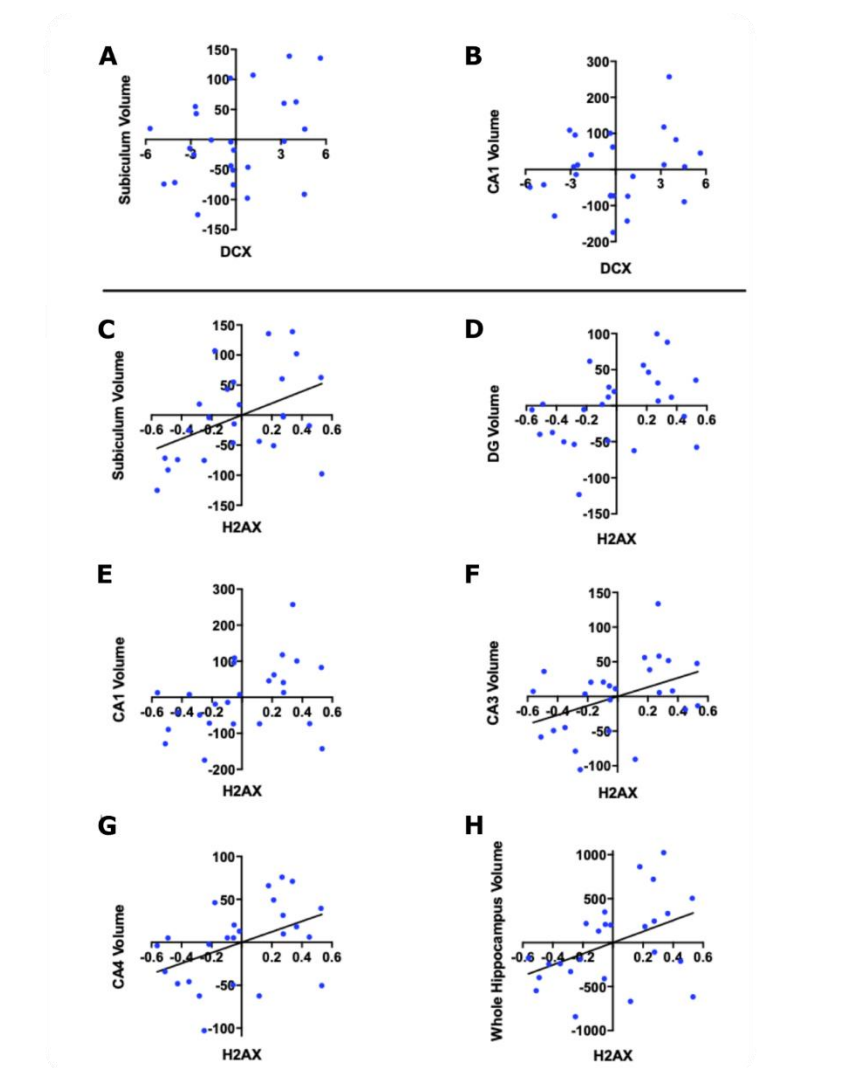 A
150
100
50
-6 -3 3 6
-50
-100
-150
Subiculum Volume
DCX
B
300
200
100
-6 -3 3 6
-100
-200
CA1 Volume
DCX
C
150
100
50
-0.6 -0.4 -0.2 0.2 0.4 0.6
-50
-100
-150
Subiculum Volume
H2AX
D
100
50
-0.6 -0.4 -0.2 0.2 0.4 0.6
-50
-100
-150
DG Volume
H2AX
E
300
200
100
-0.6 -0.4 -0.2 0.2 0.4 0.6
-100
-200
CA1 Volume
H2AX
F
150
100
50
-0.6 -0.4 -0.2 0.2 0.4 0.6
-50
-100
CA3 Volume
H2AX
G
100
50
-0.6 -0.4 -0.2 0.2 0.4 0.6
-50
-100
CA4 Volume
H2AX
H
1000
500
-0.6 -0.4 -0.2 0.2 0.4 0.6
-500
-1000
Whole Hippocampus Volume
H2AX